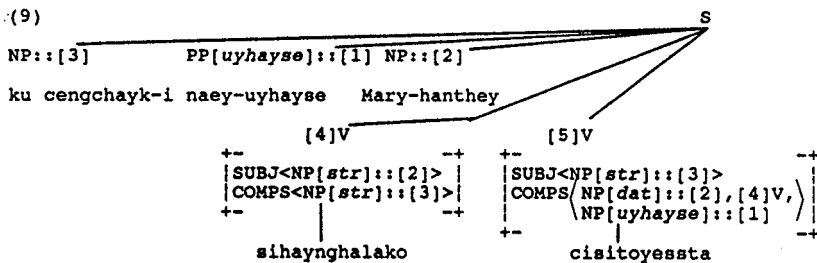 (9) S
NP::[3] PP[uyhayse]::[1] NP::[2]
ku cengchayk-i naey-uyhayse Mary-hanthey
[4]V [5]V
+- -+ +- -+
|SUBJ<NP[str]::[2]> | |SUBJ<NP[str]::[3]> |
|COMPS<NP[str]::[3]>| |COMPS⟨NP[dat]::[2],[4]V,⟩ |
+- -+ | NP[uyhayse]::[1] |
+- -+
sihaynghalako cisitoyessta